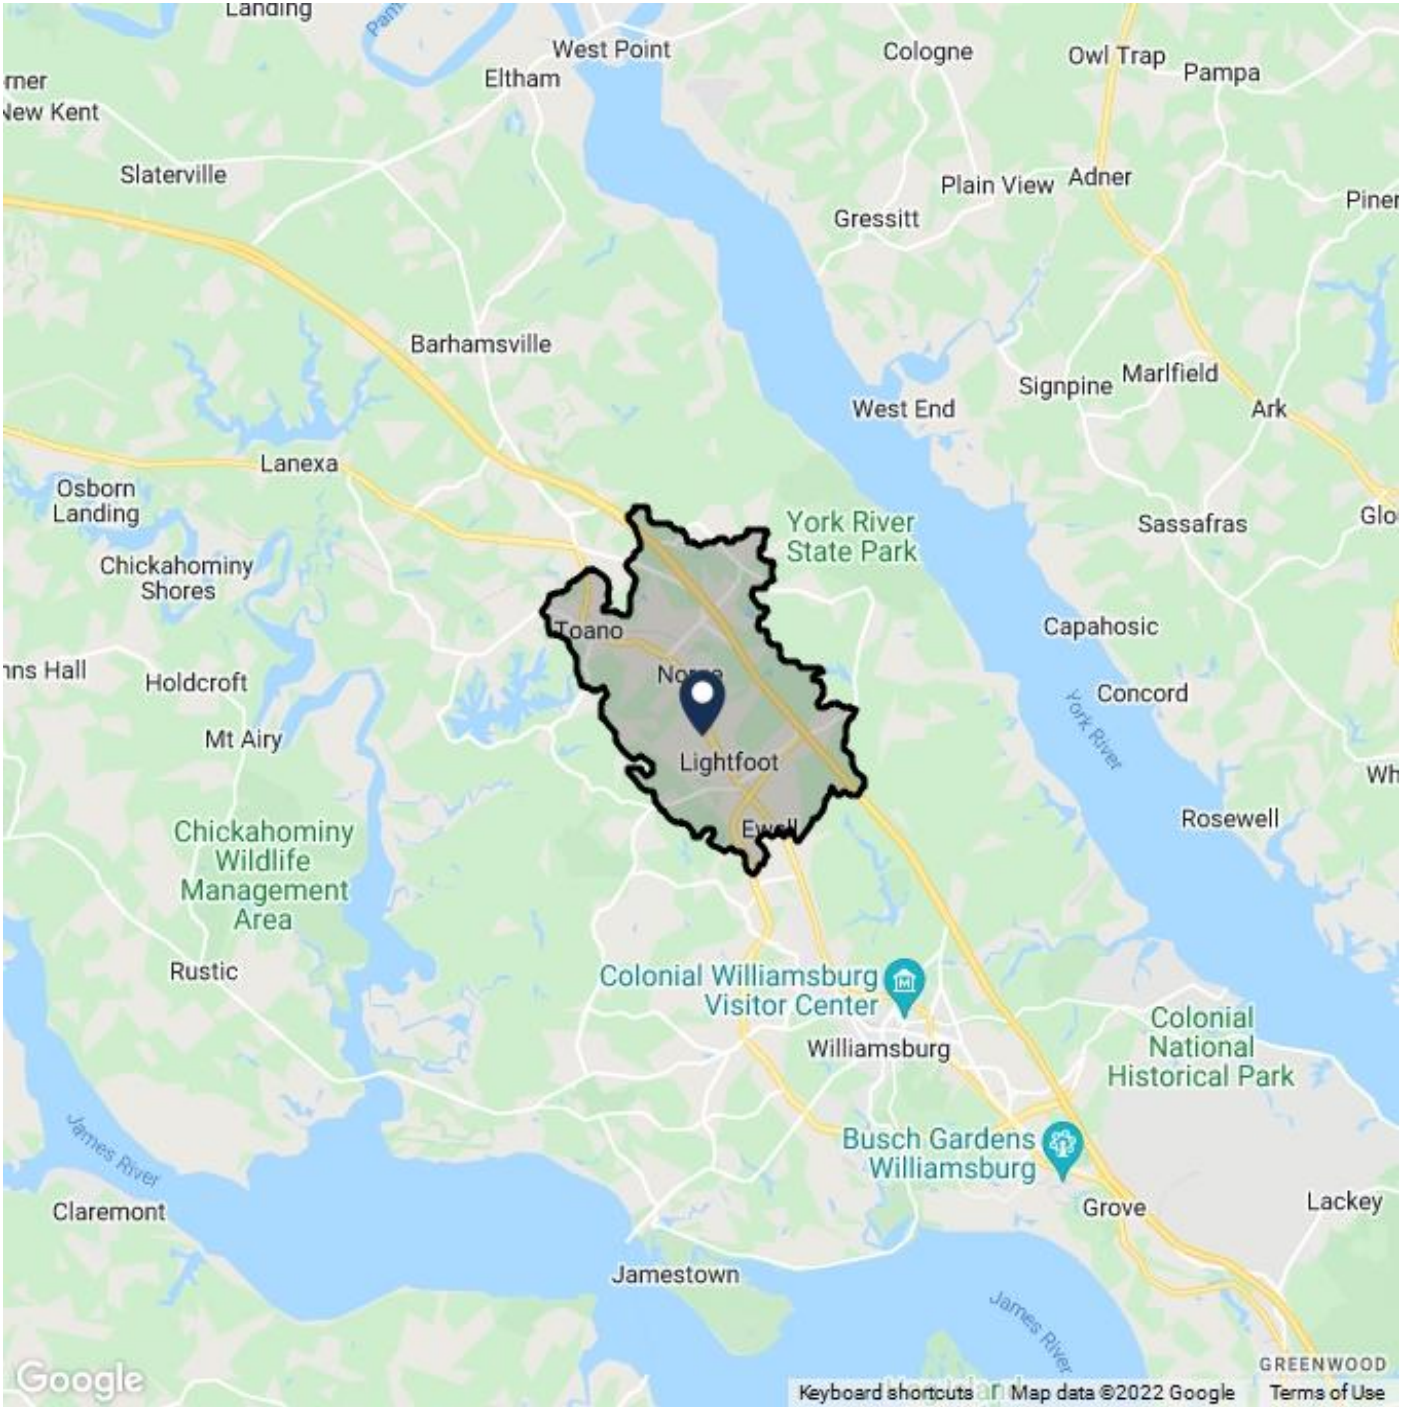 Landing
West Point
Cologne
Owl Trap
Pampa
Eltham
New Kent
Slaterville
Plain View
Adner
Gressitt
Barhamsville
Signpine
Marlfield
West End
Ark
Lanexa
Osborn
Landing
York River
State Park
Sassafras
Chickahominy
Shores
Toano
Capahosic
Holdcroft
Concord
York River
Mt Airy
Lightfoot
Rosewell
Chickahominy
Wildlife
Management
Area
Ewell
Rustic
Colonial Williamsburg
Visitor Center
Williamsburg
Colonial
National
Historical Park
James River
Busch Gardens
Williamsburg
Claremont
Grove
Lackey
Jamestown
James River
GREENWOOD
Google
Keyboard shortcuts
Map data ©2022 Google
Terms of Use